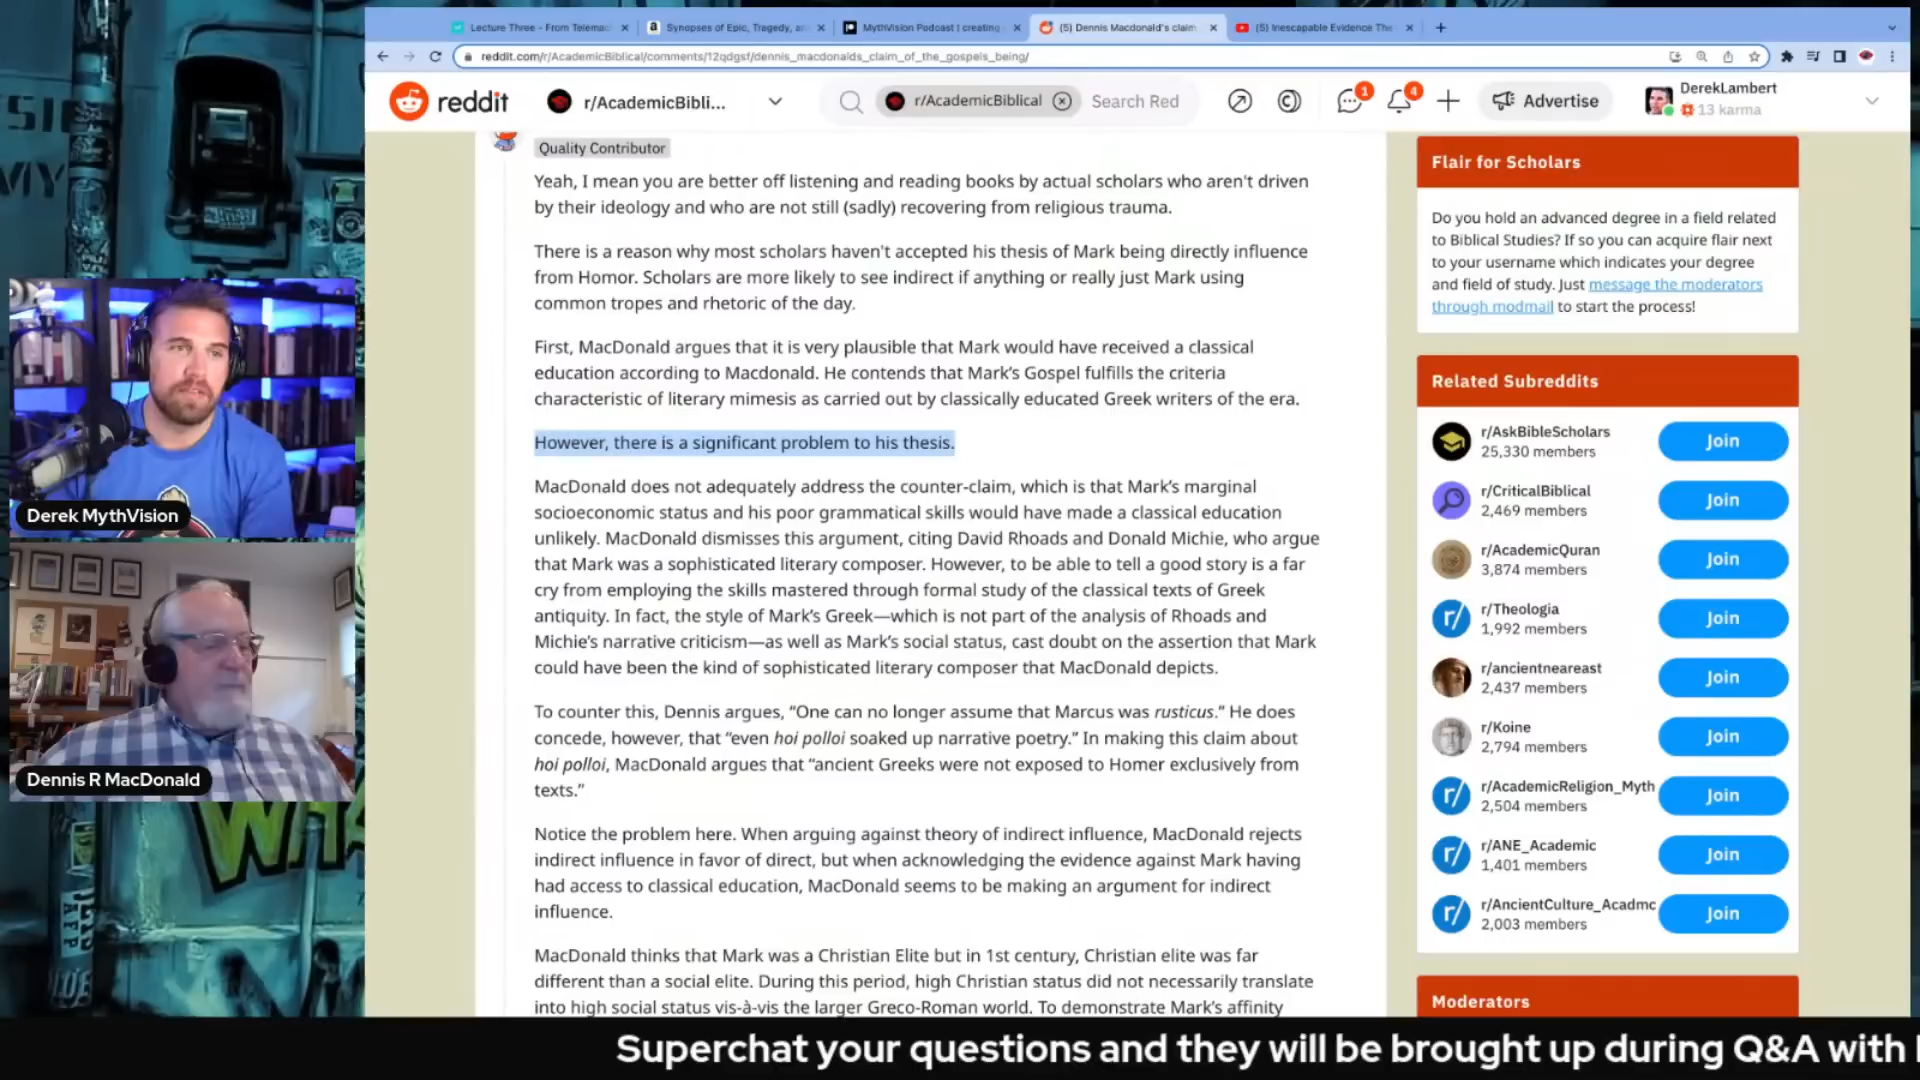 Lecture Three - From Telemac
Synopses of Epic, Tragedy, an
MythVision Podcast | creating
(5) Dennis Macdonald's claim
(5) Inescapable Evidence The
reddit.com/r/AcademicBiblical/comments/12qdgsf/dennis_macdonalds_claim_of_the_gospels_being/
reddit
r/AcademicBibli...
r/AcademicBiblical
Search Red
1
4
Advertise
DerekLambert
13 karma
Quality Contributor
Yeah, I mean you are better off listening and reading books by actual scholars who aren't driven
by their ideology and who are not still (sadly) recovering from religious trauma.
There is a reason why most scholars haven't accepted his thesis of Mark being directly influence
from Homor. Scholars are more likely to see indirect if anything or really just Mark using
common tropes and rhetoric of the day.
First, MacDonald argues that it is very plausible that Mark would have received a classical
education according to Macdonald. He contends that Mark's Gospel fulfills the criteria
characteristic of literary mimesis as carried out by classically educated Greek writers of the era.
However, there is a significant problem to his thesis.
MacDonald does not adequately address the counter-claim, which is that Mark's marginal
socioeconomic status and his poor grammatical skills would have made a classical education
unlikely. MacDonald dismisses this argument, citing David Rhoads and Donald Michie, who argue
that Mark was a sophisticated literary composer. However, to be able to tell a good story is a far
cry from employing the skills mastered through formal study of the classical texts of Greek
antiquity. In fact, the style of Mark's Greek—which is not part of the analysis of Rhoads and
Michie's narrative criticism—as well as Mark's social status, cast doubt on the assertion that Mark
could have been the kind of sophisticated literary composer that MacDonald depicts.
To counter this, Dennis argues, “One can no longer assume that Marcus was rusticus.” He does
concede, however, that “even hoi polloi soaked up narrative poetry.” In making this claim about
hoi polloi, MacDonald argues that “ancient Greeks were not exposed to Homer exclusively from
texts.”
Notice the problem here. When arguing against theory of indirect influence, MacDonald rejects
indirect influence in favor of direct, but when acknowledging the evidence against Mark having
had access to classical education, MacDonald seems to be making an argument for indirect
influence.
MacDonald thinks that Mark was a Christian Elite but in 1st century, Christian elite was far
different than a social elite. During this period, high Christian status did not necessarily translate
into high social status vis-à-vis the larger Greco-Roman world. To demonstrate Mark's affinity
Flair for Scholars
Do you hold an advanced degree in a field related
to Biblical Studies? If so you can acquire flair next
to your username which indicates your degree
and field of study. Just message the moderators
through modmail to start the process!
Related Subreddits
r/AskBibleScholars
25,330 members
Join
r/CriticalBiblical
2,469 members
Join
r/AcademicQuran
3,874 members
Join
r/Theologia
1,992 members
Join
r/ancientneareast
2,437 members
Join
r/Koine
2,794 members
Join
r/AcademicReligion_Myth
2,504 members
Join
r/ANE_Academic
1,401 members
Join
r/AncientCulture_Acadmc
2,003 members
Join
Moderators
Derek MythVision
Dennis R MacDonald
Superchat your questions and they will be brought up during Q&A with